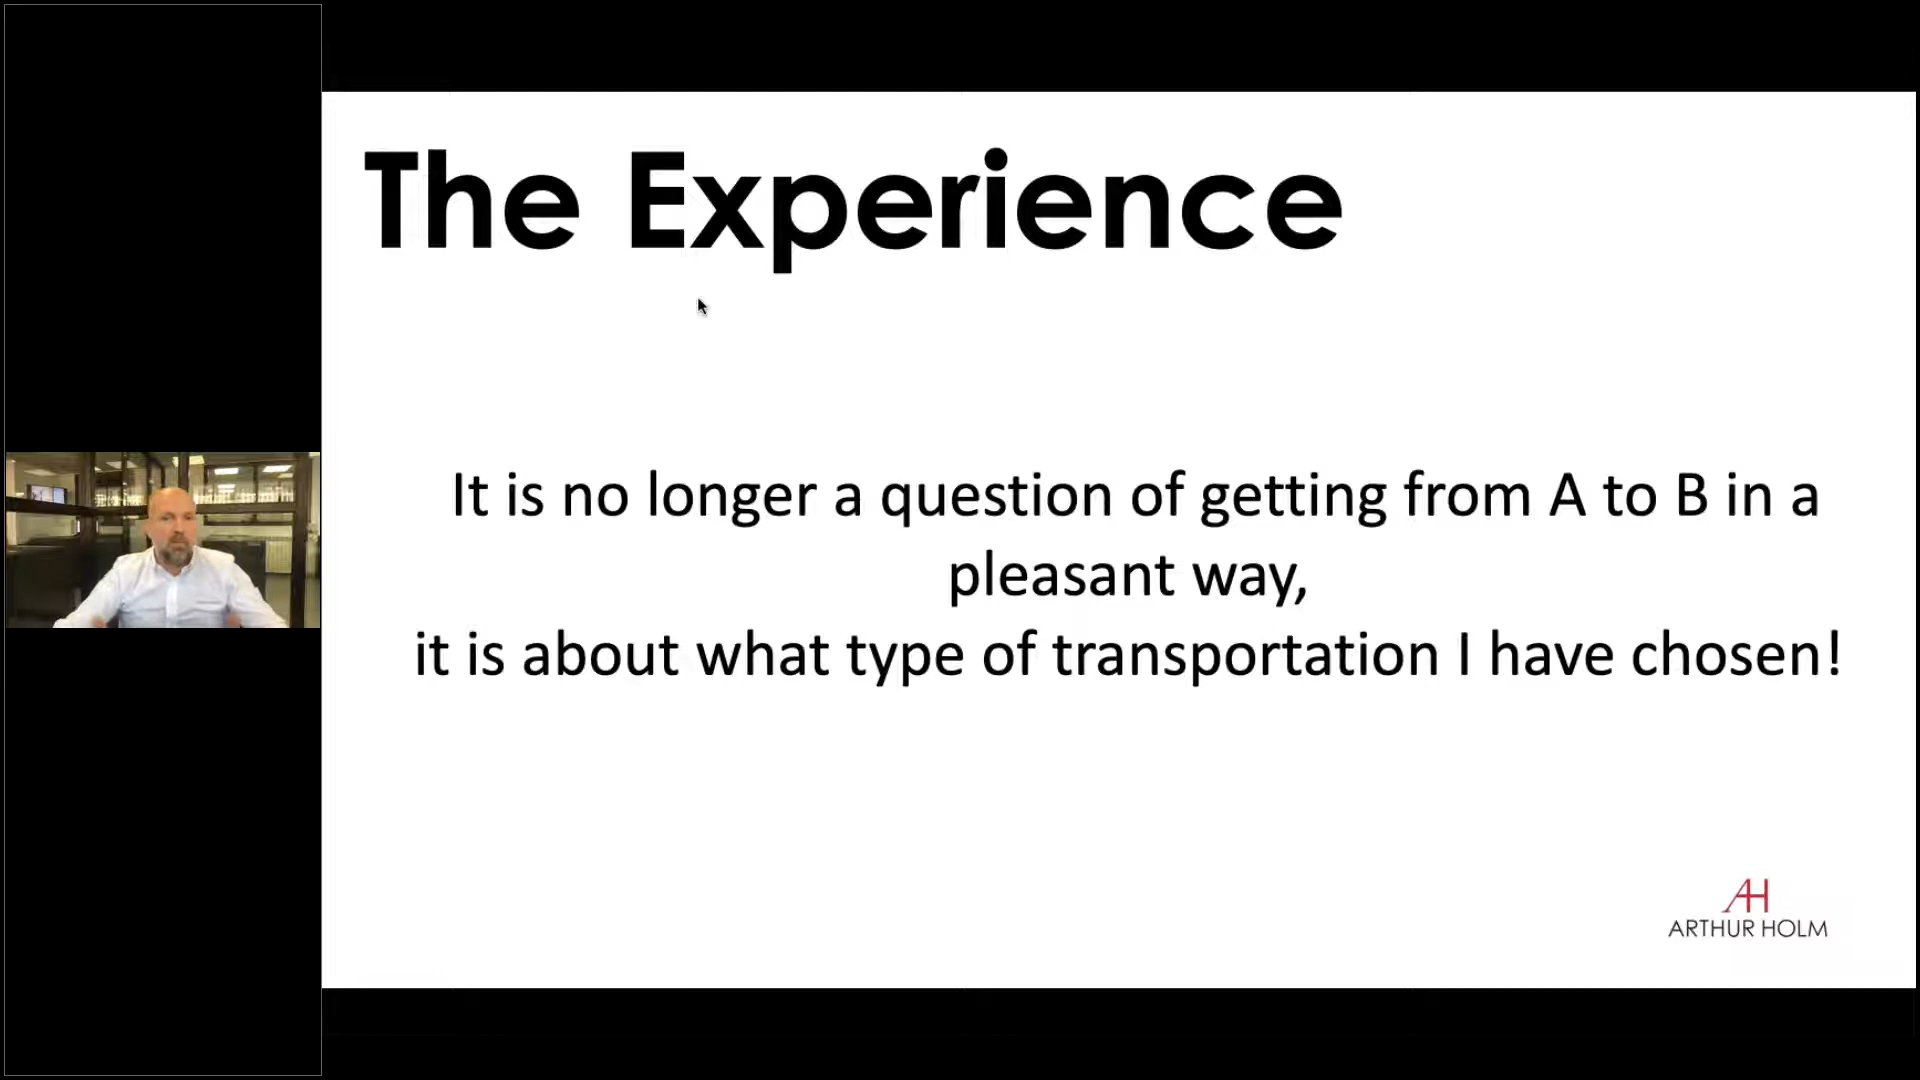 The Experience
It is no longer a question of getting from A to B in a
pleasant way,
it is about what type of transportation I have chosen!
AH
ARTHUR HOLM